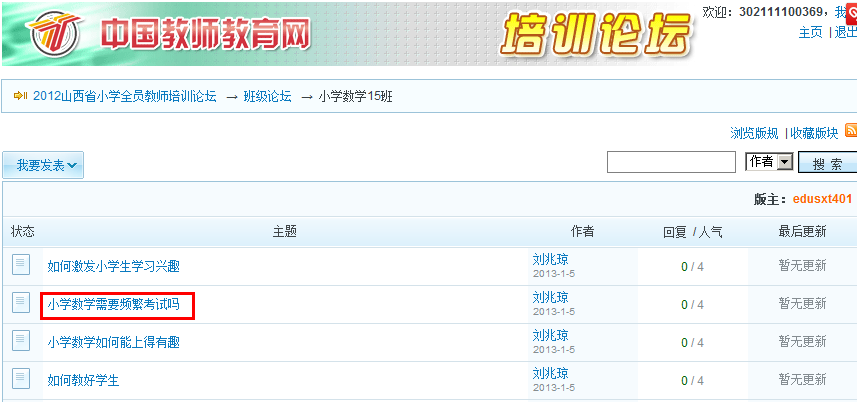 中国教师教育网
培训论坛
欢迎：302111100369，我
主页 | 退出
2012山西省小学全员教师培训论坛 → 班级论坛 → 小学数学15班
浏览版规 | 收藏版块
我要发表
作者 搜 索
版主：edusxt401
状态 主题 作者 回复 / 人气 最后更新
如何激发小学生学习兴趣 刘兆琼 0 / 4 暂无更新
2013-1-5
小学数学需要频繁考试吗 刘兆琼 0 / 4 暂无更新
2013-1-5
小学数学如何能上得有趣 刘兆琼 0 / 4 暂无更新
2013-1-5
如何教好学生 刘兆琼 0 / 4 暂无更新
2013-1-5